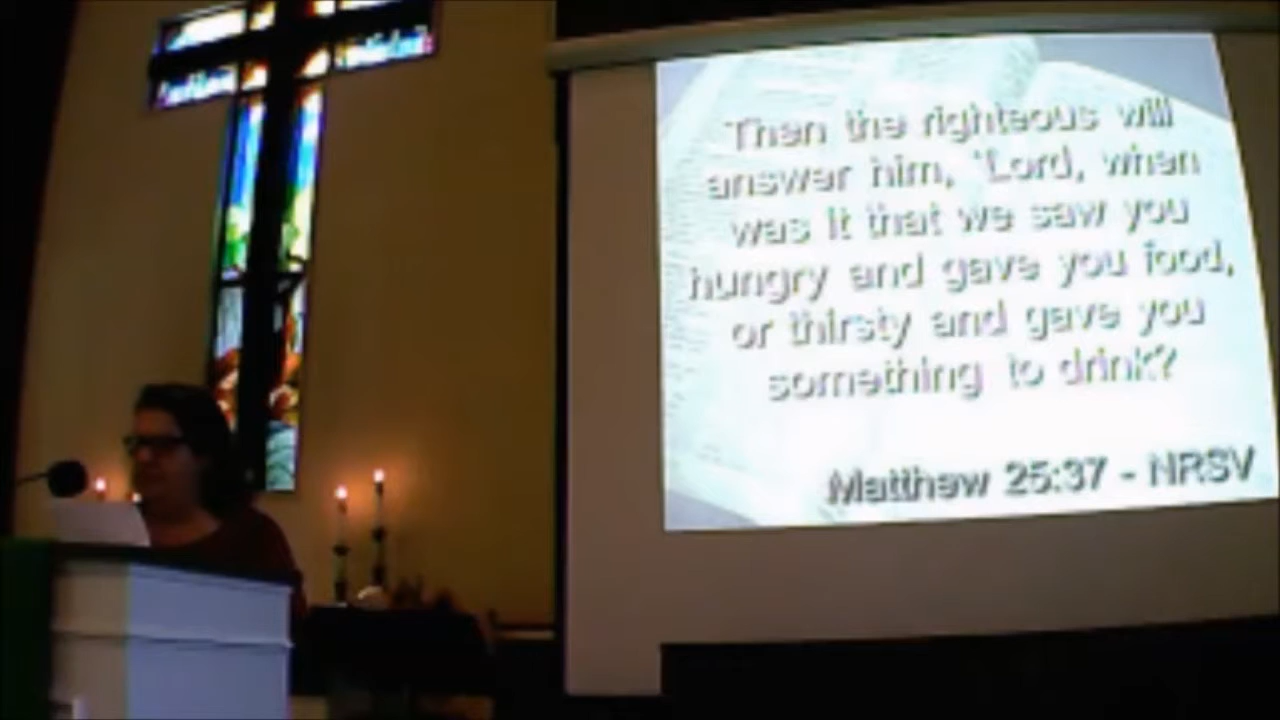 Then the righteous will
answer him, 'Lord, when
was it that we saw you
hungry and gave you food,
or thirsty and gave you
something to drink?
Matthew 25:37 - NRSV